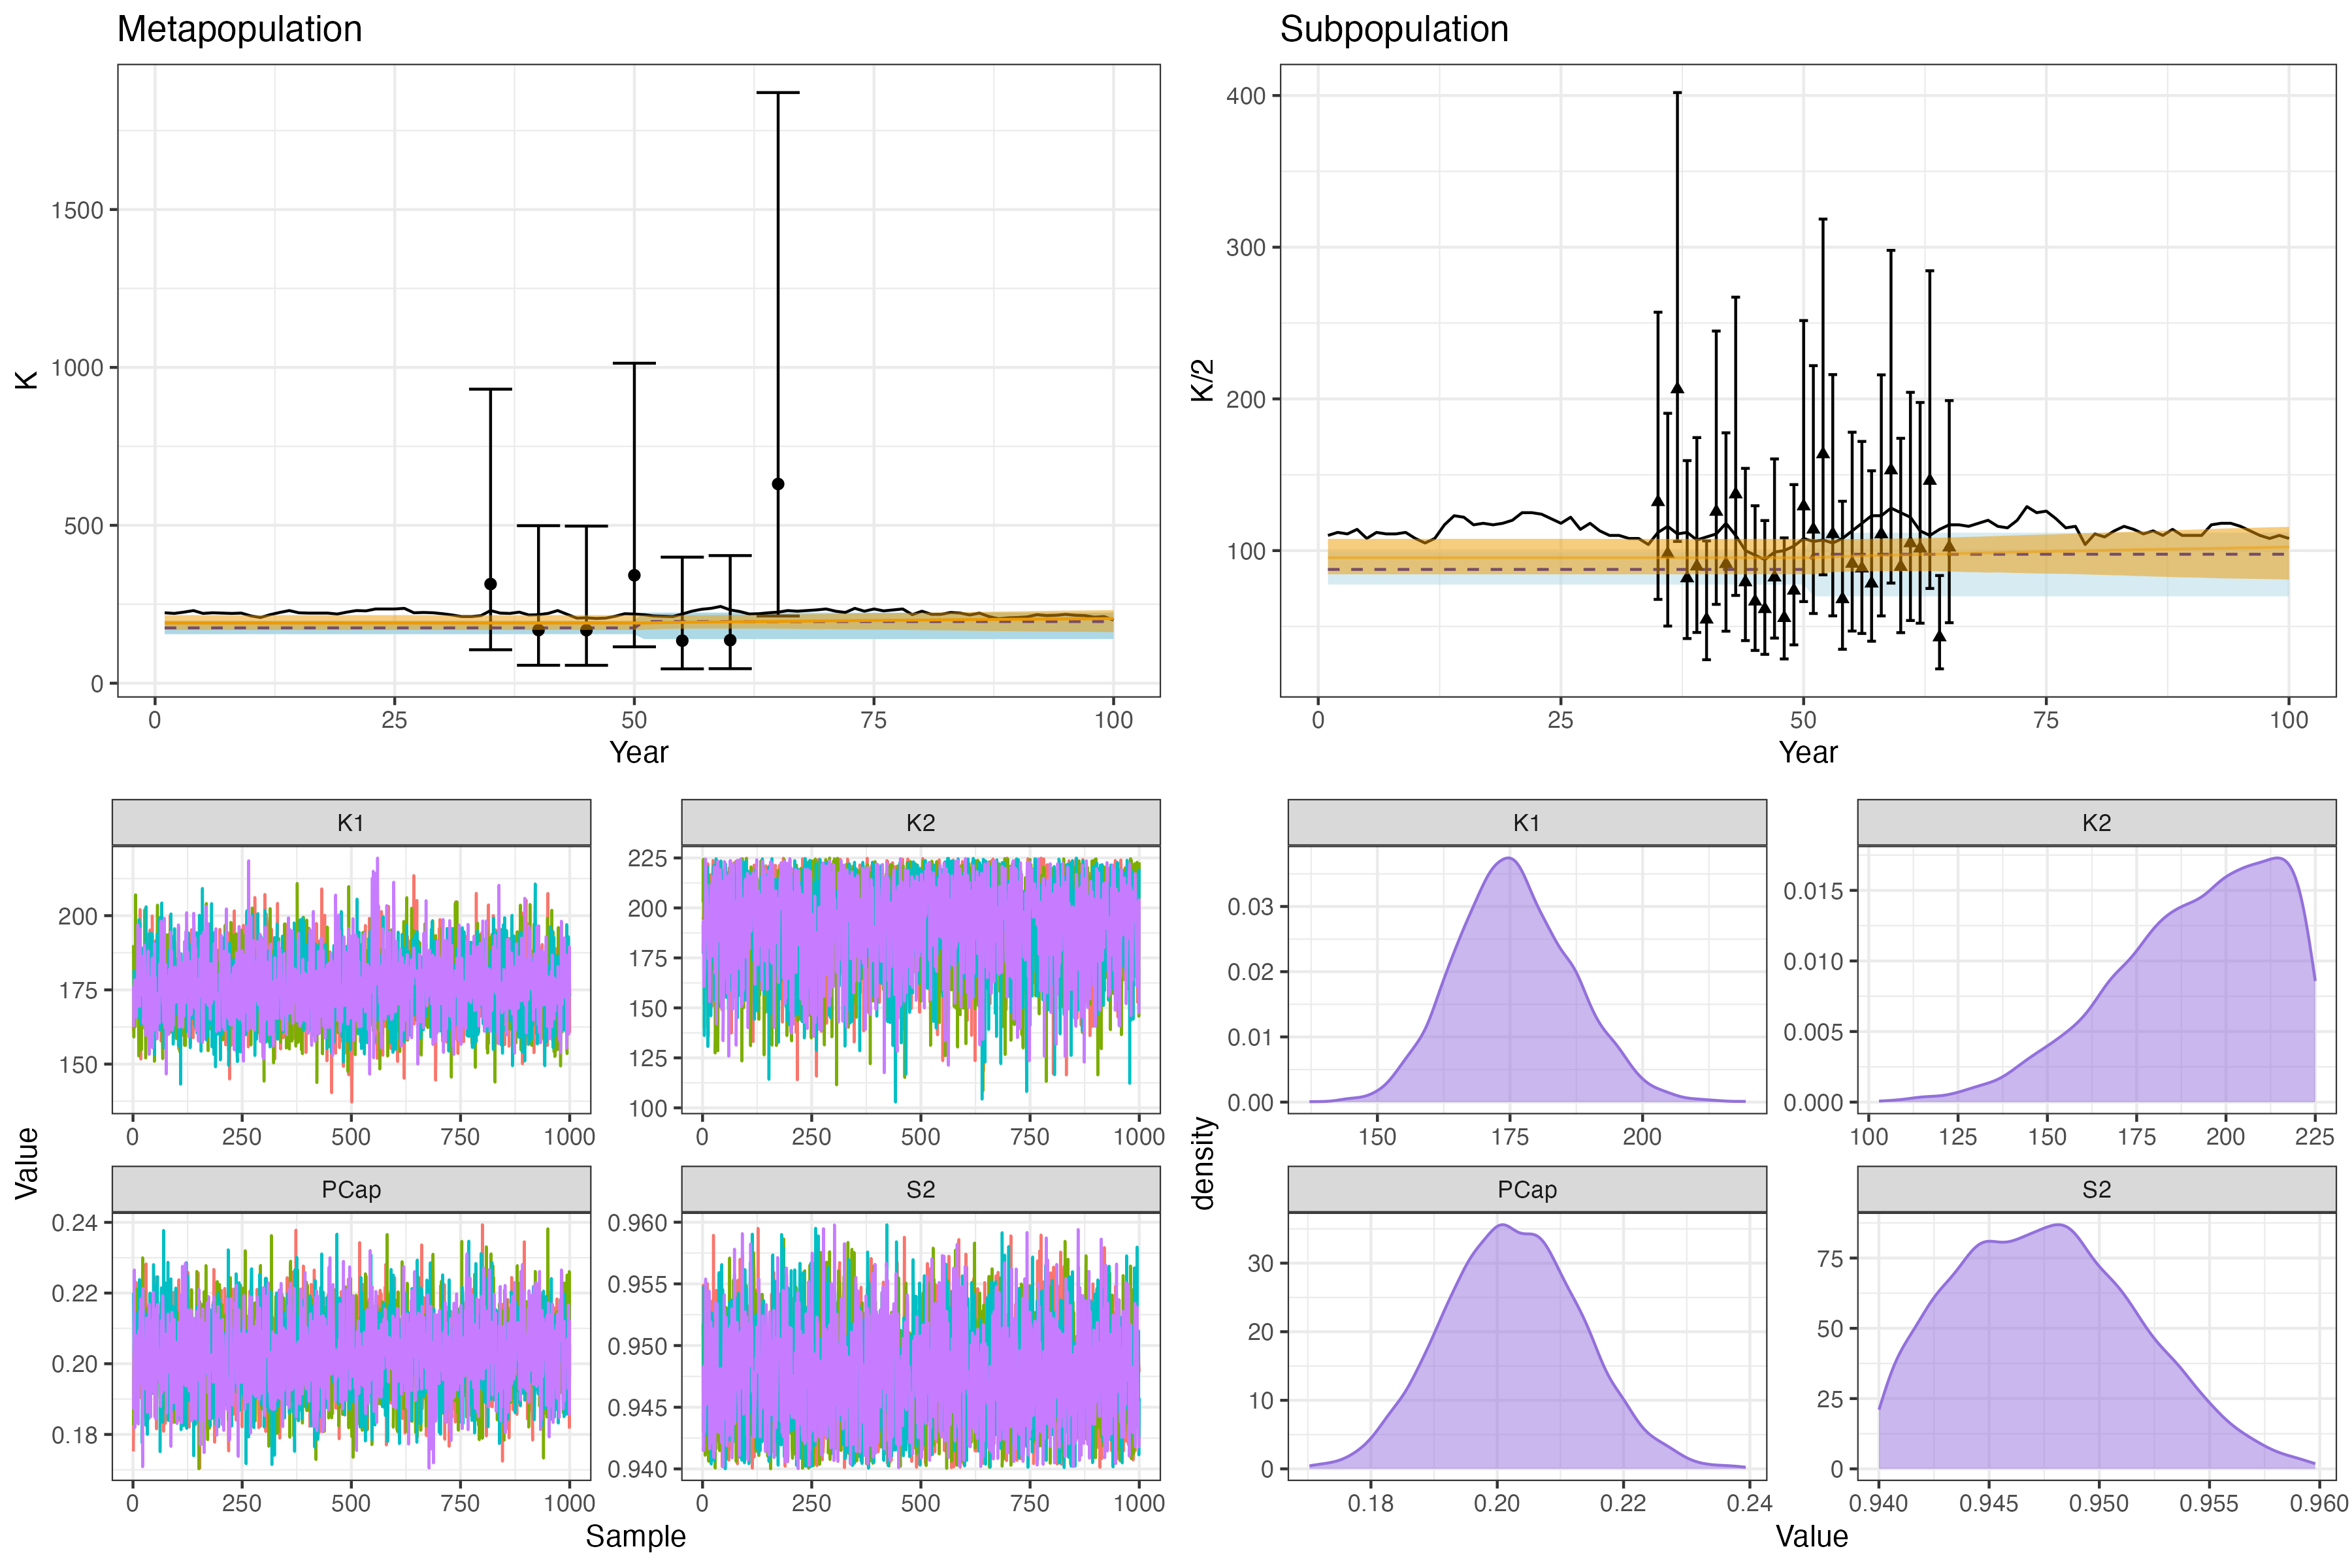 Metapopulation
K
1500
1000
500
0
0 25 50 75 100
Year
Subpopulation
K/2
400
300
200
100
0 25 50 75 100
Year
Value
K1
200
175
150
0 250 500 750 1000
K2
225
200
175
150
125
100
0 250 500 750 1000
PCap
0.24
0.22
0.20
0.18
0 250 500 750 1000
S2
0.960
0.955
0.950
0.945
0.940
0 250 500 750 1000
Sample
density
K1
0.03
0.02
0.01
0.00
150 175 200
K2
0.015
0.010
0.005
0.000
100 125 150 175 200 225
PCap
30
20
10
0
0.18 0.20 0.22 0.24
S2
75
50
25
0
0.940 0.945 0.950 0.955 0.960
Value